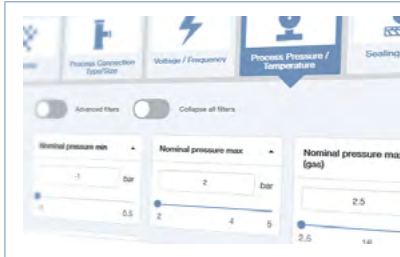 Process Connection
Type/Size
Voltage / Frequency
Process Pressure /
Temperature
Sealing
Advanced filters
Collapse all filters
Nominal pressure min
-1
bar
-1
0.5
Nominal pressure max
2
bar
2
4
5
Nominal pressure max
(gas)
2.5
2.5
16